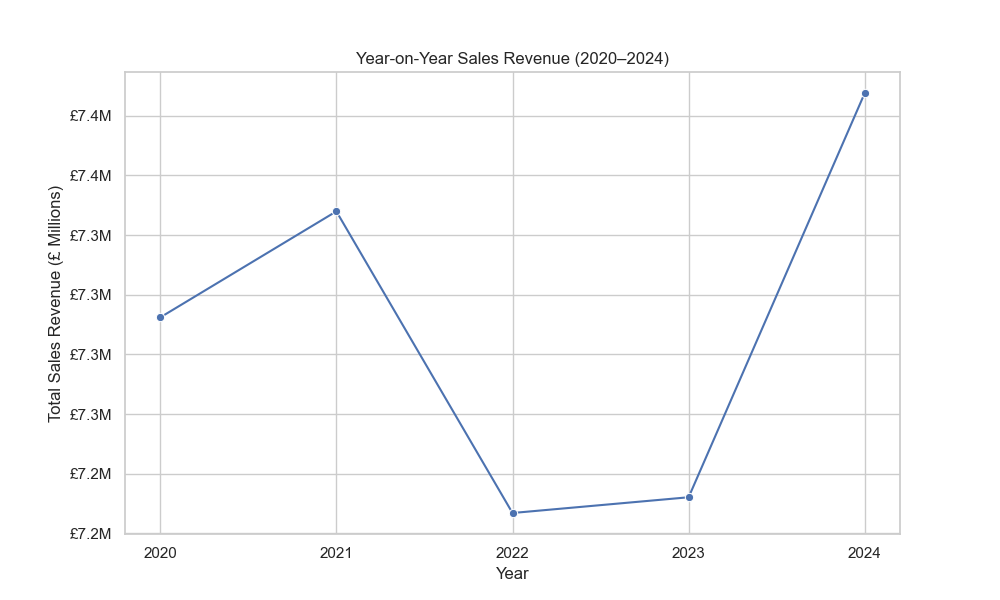 Year-on-Year Sales Revenue (2020–2024)
£7.4M
£7.4M
£7.3M
£7.3M
£7.3M
£7.3M
£7.2M
£7.2M
Total Sales Revenue (£ Millions)
2020 2021 2022 2023 2024
Year